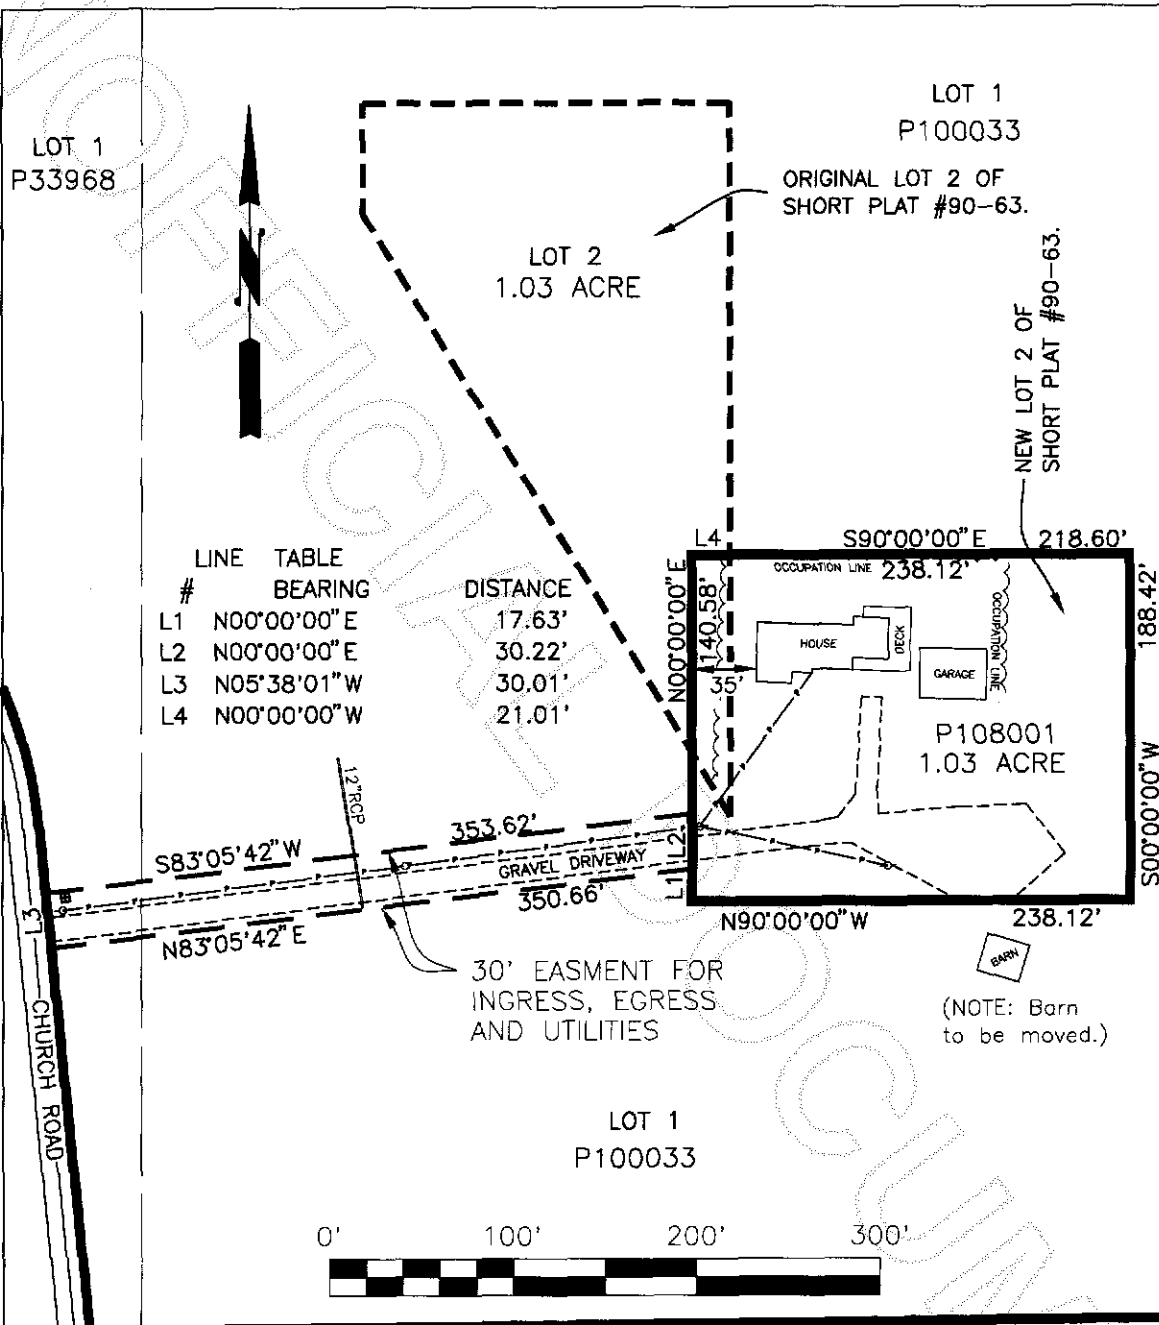 LOT 1
P33968
N
LOT 1
P100033
ORIGINAL LOT 2 OF
SHORT PLAT #90-63.
LOT 2
1.03 ACRE
NEW LOT 2 OF
SHORT PLAT #90-63.
LINE TABLE
# BEARING DISTANCE
L1 N00°00'00" E 17.63'
L2 N00°00'00" E 30.22'
L3 N05°38'01" W 30.01'
L4 N00°00'00" W 21.01'
L4 S90°00'00" E 218.60'
OCCUPATION LINE 238.12'
N00°00'00" E
140.58'
35'
HOUSE
DECK
GARAGE
OCCUPATION LINE
188.42'
S00°00'00" W
P108001
1.03 ACRE
12"RCP
S83°05'42" W
353.62'
GRAVEL DRIVEWAY
350.66'
N83°05'42" E
L1 L2
L3
N90°00'00" W 238.12'
CHURCH ROAD
30' EASMENT FOR
INGRESS, EGRESS
AND UTILITIES
BARN
(NOTE: Barn
to be moved.)
LOT 1
P100033
0' 100' 200' 300'
UNOFFICIAL DOCUM